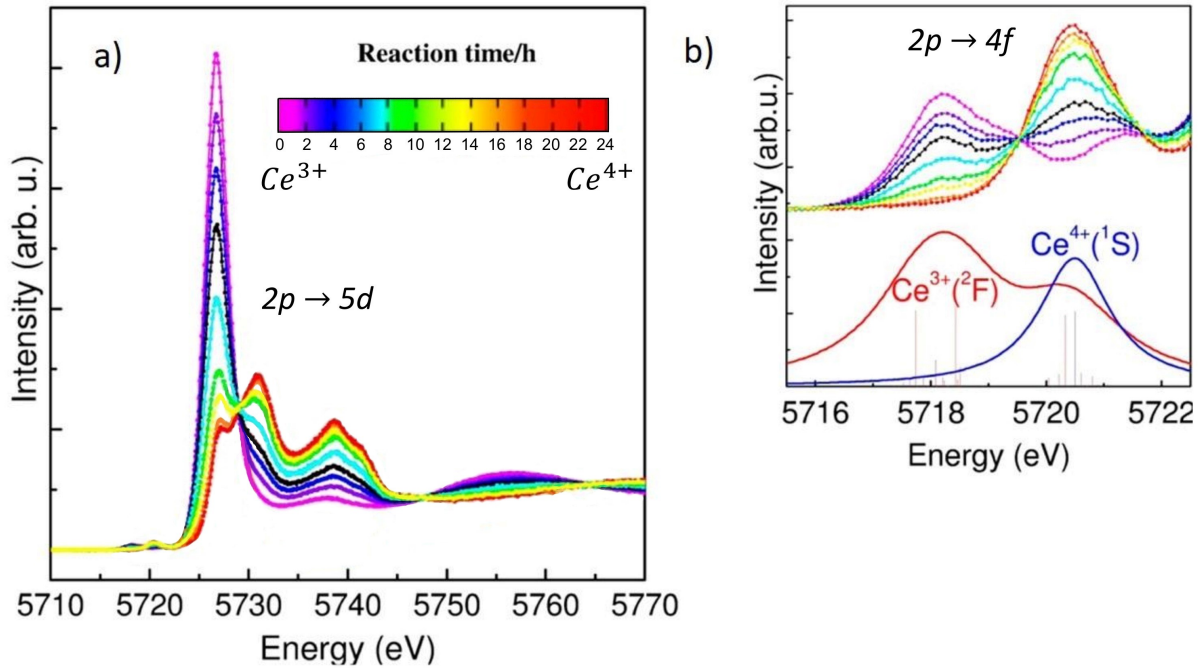 a)
Reaction time/h
0 2 4 6 8 10 12 14 16 18 20 22 24
Ce³⁺ Ce⁴⁺
2p → 5d
Intensity (arb. u.)
5710 5720 5730 5740 5750 5760 5770
Energy (eV)
b)
2p → 4f
Intensity (arb.u.)
Ce⁴⁺(¹S)
Ce³⁺(²F)
5716 5718 5720 5722
Energy (eV)